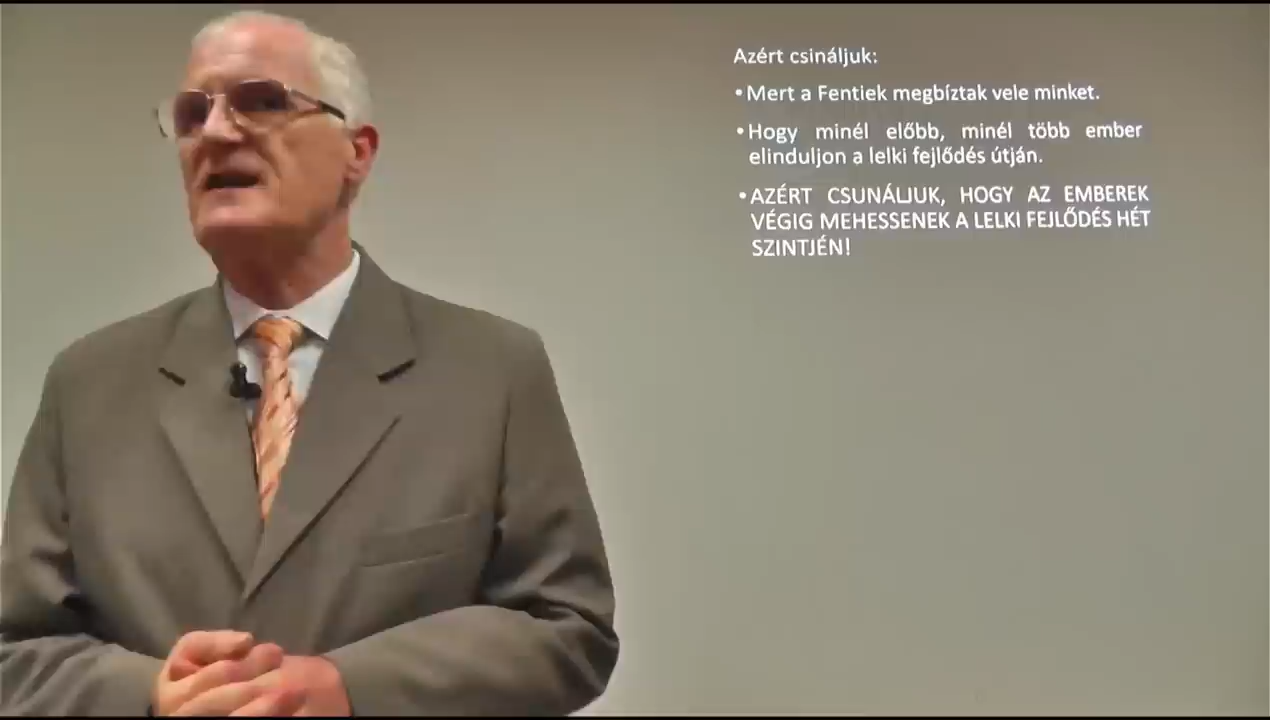 Azért csináljuk:
•Mert a Fentiek megbíztak vele minket.
•Hogy minél előbb, minél több ember
elinduljon a lelki fejlődés útján.
•AZÉRT CSUNÁLJUK, HOGY AZ EMBEREK
VÉGIG MEHESSENEK A LELKI FEJLŐDÉS HÉT
SZINTJÉN!